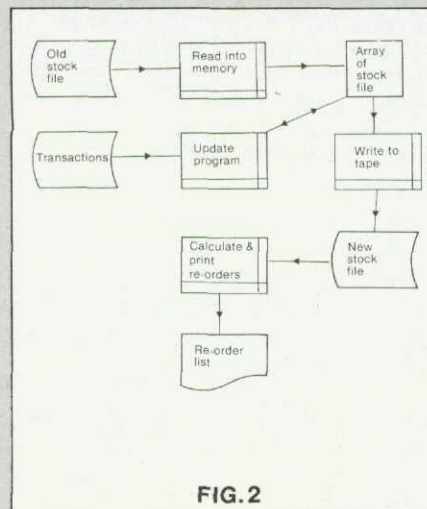 Old
stock
file
Read into
memory
Array
of
stock
file
Transactions
Update
program
Write to
tape
Calculate &
print
re-orders
New
stock
file
Re-order
list
FIG.2